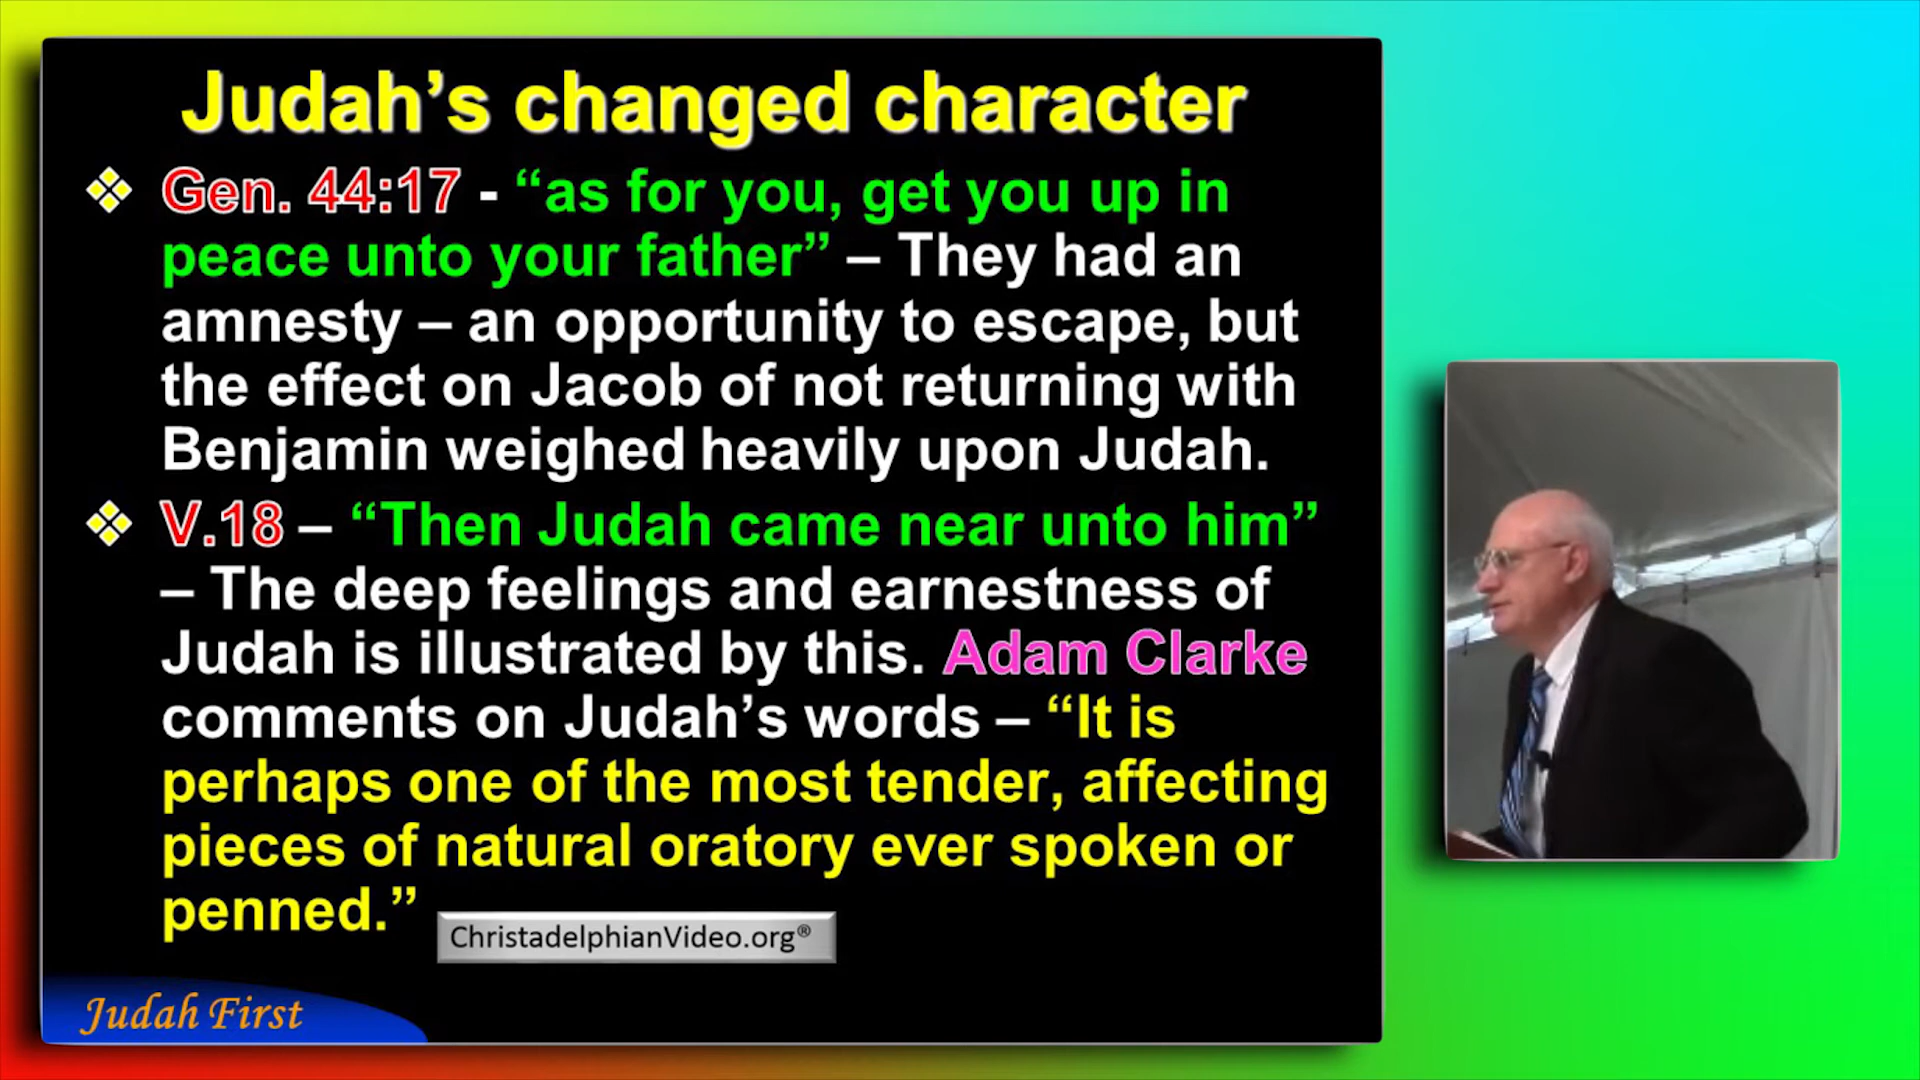 Judah’s changed character
Gen. 44:17 - “as for you, get you up in
peace unto your father” – They had an
amnesty – an opportunity to escape, but
the effect on Jacob of not returning with
Benjamin weighed heavily upon Judah.
V.18 – “Then Judah came near unto him”
– The deep feelings and earnestness of
Judah is illustrated by this. Adam Clarke
comments on Judah’s words – “It is
perhaps one of the most tender, affecting
pieces of natural oratory ever spoken or
penned.”
ChristadelphianVideo.org®
Judah First